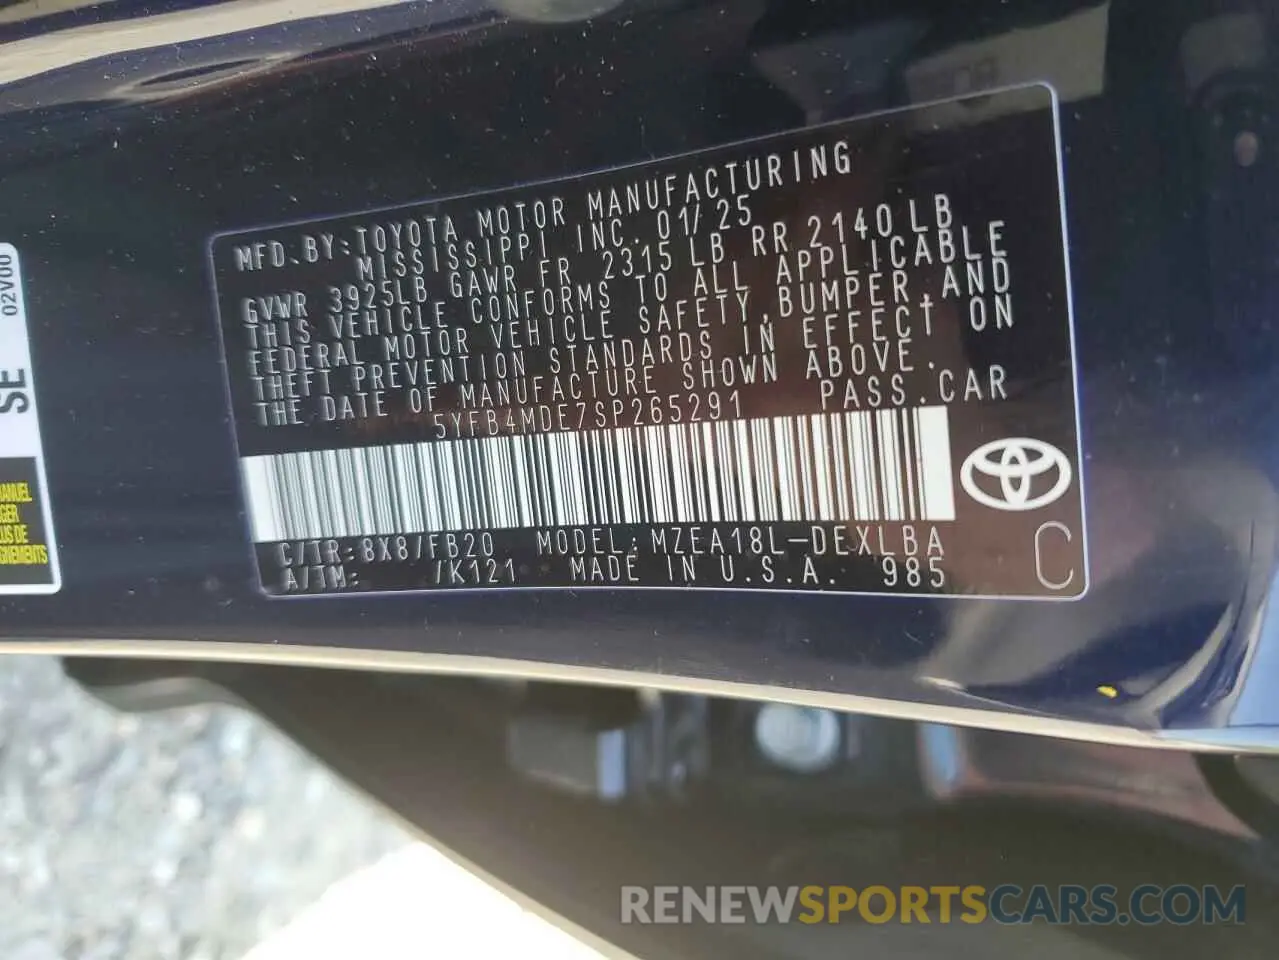 MFD. BY: TOYOTA MOTOR MANUFACTURING
MISSISSIPPI, INC. 01/25
GVWR 3925LB GAWR FR 2315 LB RR 2140 LB
THIS VEHICLE CONFORMS TO ALL APPLICABLE
FEDERAL MOTOR VEHICLE SAFETY, BUMPER, AND
THEFT PREVENTION STANDARDS IN EFFECT ON
THE DATE OF MANUFACTURE SHOWN ABOVE.
5YFB4MDE7SP265291 PASS. CAR
C/TR: 8X8/FB20 MODEL: MZEA18L-DEXLBA
A/TM: /K121 MADE IN U.S.A. 985
C
02V00
SE
RENEWSPORTSCARS.COM